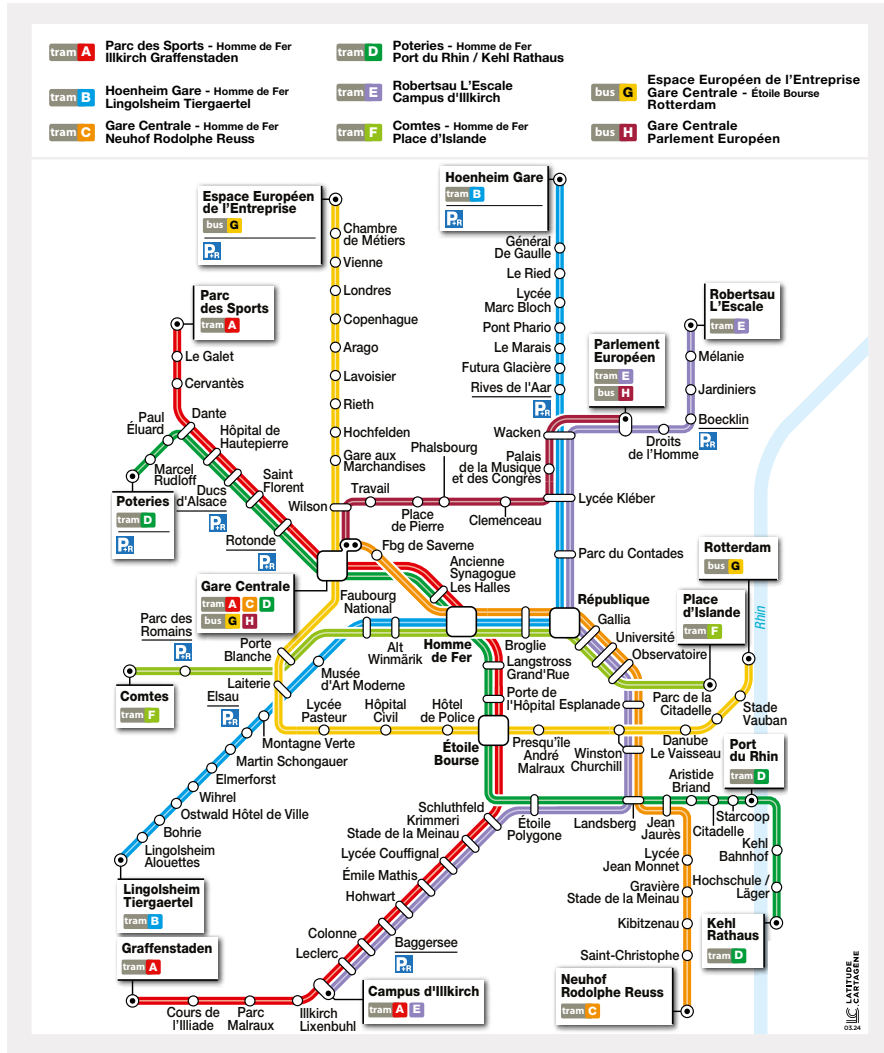 tram A Parc des Sports - Homme de Fer
Illkirch Graffenstaden
tram B Hoenheim Gare - Homme de Fer
Lingolsheim Tiergaertel
tram C Gare Centrale - Homme de Fer
Neuhof Rodolphe Reuss
tram D Poteries - Homme de Fer
Port du Rhin / Kehl Rathaus
tram E Robertsau L'Escale
Campus d'Illkirch
tram F Comtes - Homme de Fer
Place d'Islande
bus G Espace Européen de l'Entreprise
Gare Centrale - Étoile Bourse
Rotterdam
bus H Gare Centrale
Parlement Européen
Espace Européen
de l'Entreprise
bus G
P+R
Chambre
de Métiers
Vienne
Londres
Copenhague
Arago
Lavoisier
Rieth
Hochfelden
Gare aux
Marchandises
Wilson
Hoenheim Gare
tram B
P+R
Général
De Gaulle
Le Ried
Lycée
Marc Bloch
Pont Phario
Le Marais
Futura Glacière
Rives de l'Aar
P+R
Wacken
Palais
de la Musique
et des Congrès
Lycée Kléber
Parc du Contades
Parlement
Européen
tram E
bus H
Robertsau
L'Escale
tram E
Mélanie
Jardiniers
Boecklin
P+R
Droits
de l'Homme
Parc
des Sports
tram A
Le Galet
Cervantès
Dante
Paul
Éluard
Marcel
Rudloff
Poteries
tram D
P+R
Hôpital de
Hautepierre
Ducs
d'Alsace
P+R
Saint
Florent
Rotonde
P+R
Travail
Phalsbourg
Place
de Pierre
Clemenceau
Fbg de Saverne
Gare Centrale
tram A C D
bus G H
Ancienne
Synagogue
Les Halles
Faubourg
National
Homme
de Fer
Alt
Winmärik
Broglie
République
Gallia
Université
Observatoire
Rotterdam
bus G
Place
d'Islande
tram F
Rhin
Parc des
Romains
P+R
Porte
Blanche
Comtes
tram F
Laiterie
Elsau
P+R
Musée
d'Art Moderne
Langstross
Grand'Rue
Porte de
l'Hôpital
Esplanade
Parc de la
Citadelle
Stade
Vauban
Montagne Verte
Lycée
Pasteur
Hôpital
Civil
Hôtel
de Police
Étoile
Bourse
Presqu'île
André
Malraux
Winston
Churchill
Danube
Le Vaisseau
Port
du Rhin
tram D
Martin Schongauer
Elmerforst
Wihrel
Ostwald Hôtel de Ville
Bohrie
Lingolsheim
Alouettes
Lingolsheim
Tiergaertel
tram B
Schluthfeld
Krimmeri
Stade de la Meinau
Lycée Couffignal
Émile Mathis
Hohwart
Colonne
Leclerc
Baggersee
P+R
Étoile
Polygone
Landsberg
Jean
Jaurès
Aristide
Briand
Citadelle
Starcoop
Kehl
Bahnhof
Hochschule /
Läger
Kehl
Rathaus
tram D
Lycée
Jean Monnet
Gravière
Stade de la Meinau
Kibitzenau
Saint-Christophe
Neuhof
Rodolphe Reuss
tram C
Graffenstaden
tram A
Cours de
l'Illiade
Parc
Malraux
Illkirch
Lixenbuhl
Campus d'Illkirch
tram A E
LATITUDE
CARTAGÈNE
03.24